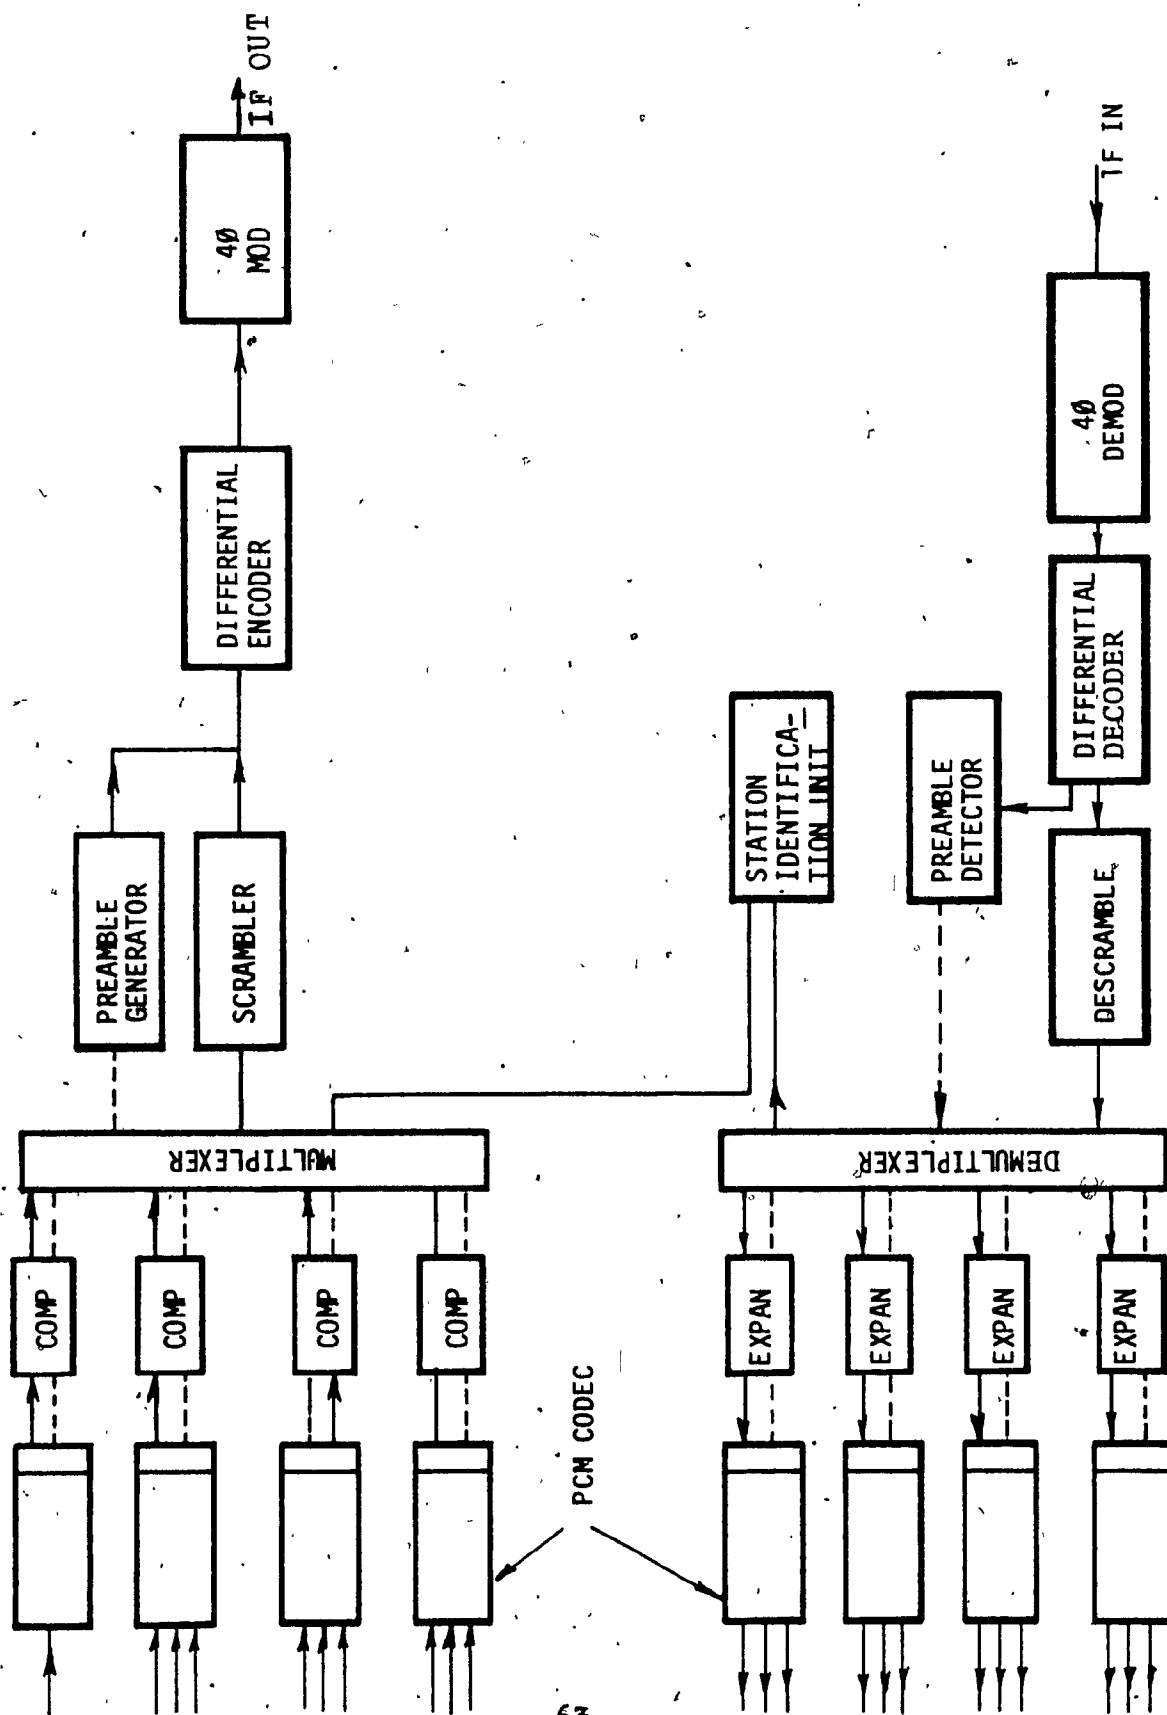 IF OUT
4Ø
MOD
DIFFERENTIAL
ENCODER
PREAMBLE
GENERATOR
SCRAMBLER
MULTIPLEXER
COMP
COMP
COMP
COMP
PCM CODEC
IF IN
4Ø
DEMOD
DIFFERENTIAL
DECODER
PREAMBLE
DETECTOR
STATION
IDENTIFICA-
TION UNIT
DESCRAMBLE
DEMULTIPLEXER
EXPAN
EXPAN
EXPAN
EXPAN